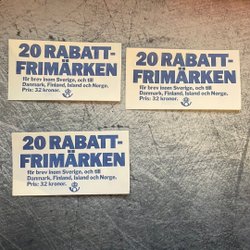 20 RABATT-
FRIMÄRKEN
för brev inom Sverige, och till
Danmark, Finland, Island och Norge.
Pris: 32 kronor.
20 RABATT-
FRIMÄRKEN
för brev inom Sverige, och till
Danmark, Finland, Island och Norge.
Pris: 32 kronor.
20 RABATT-
FRIMÄRKEN
för brev inom Sverige, och till
Danmark, Finland, Island och Norge.
Pris: 32 kronor.